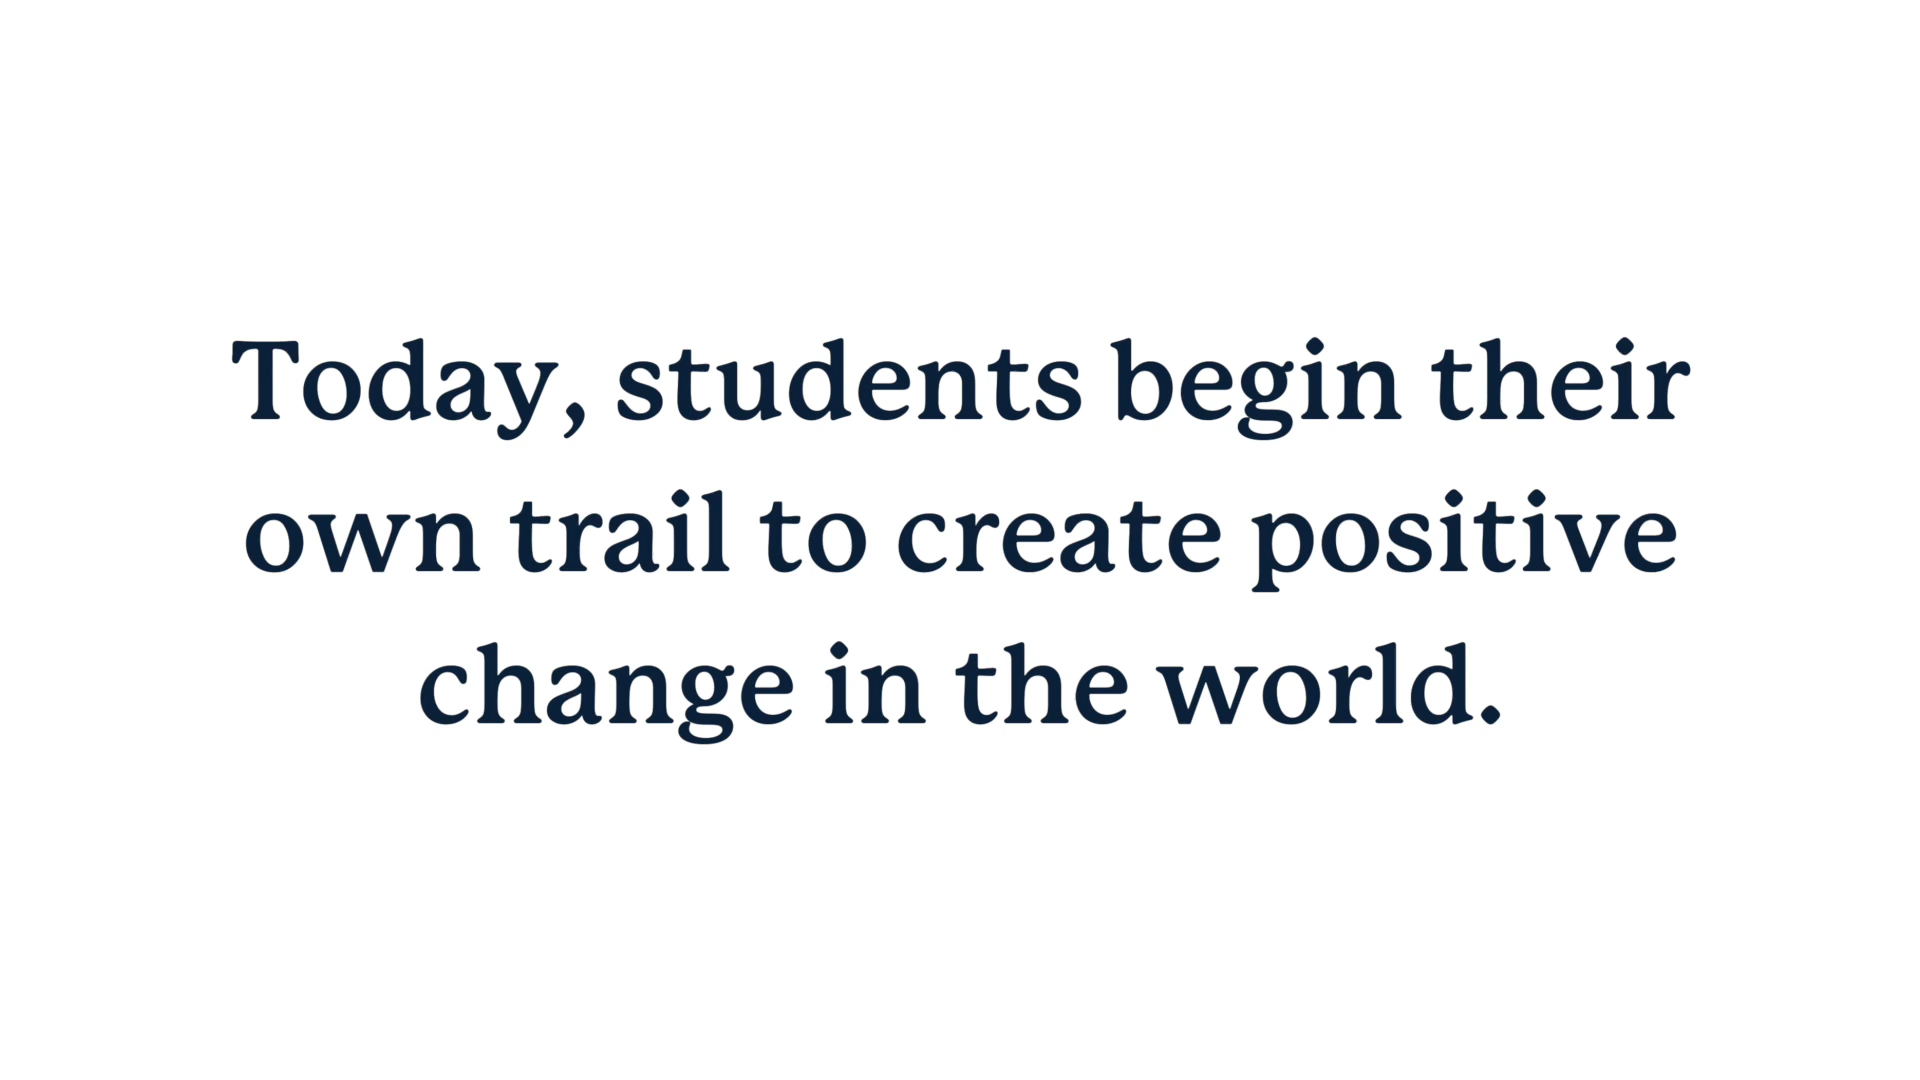 Today, students begin their
own trail to create positive
change in the world.